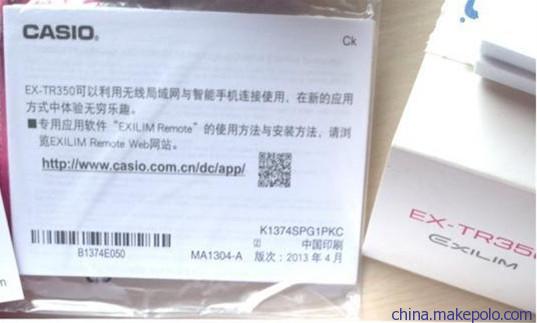 CASIO®
Ck
EX-TR350可以利用无线局域网与智能手机连接使用，在新的应用
方式中体验无穷乐趣。
■专用应用软件“EXILIM Remote”的使用方法与安装方法，请浏
览EXILIM Remote Web网站。
http://www.casio.com.cn/dc/app/
K1374SPG1PKC
② 中国印刷
B1374E050
MA1304-A 版次：2013 年 4 月
EX-TR350
EXILIM
china.makepolo.com